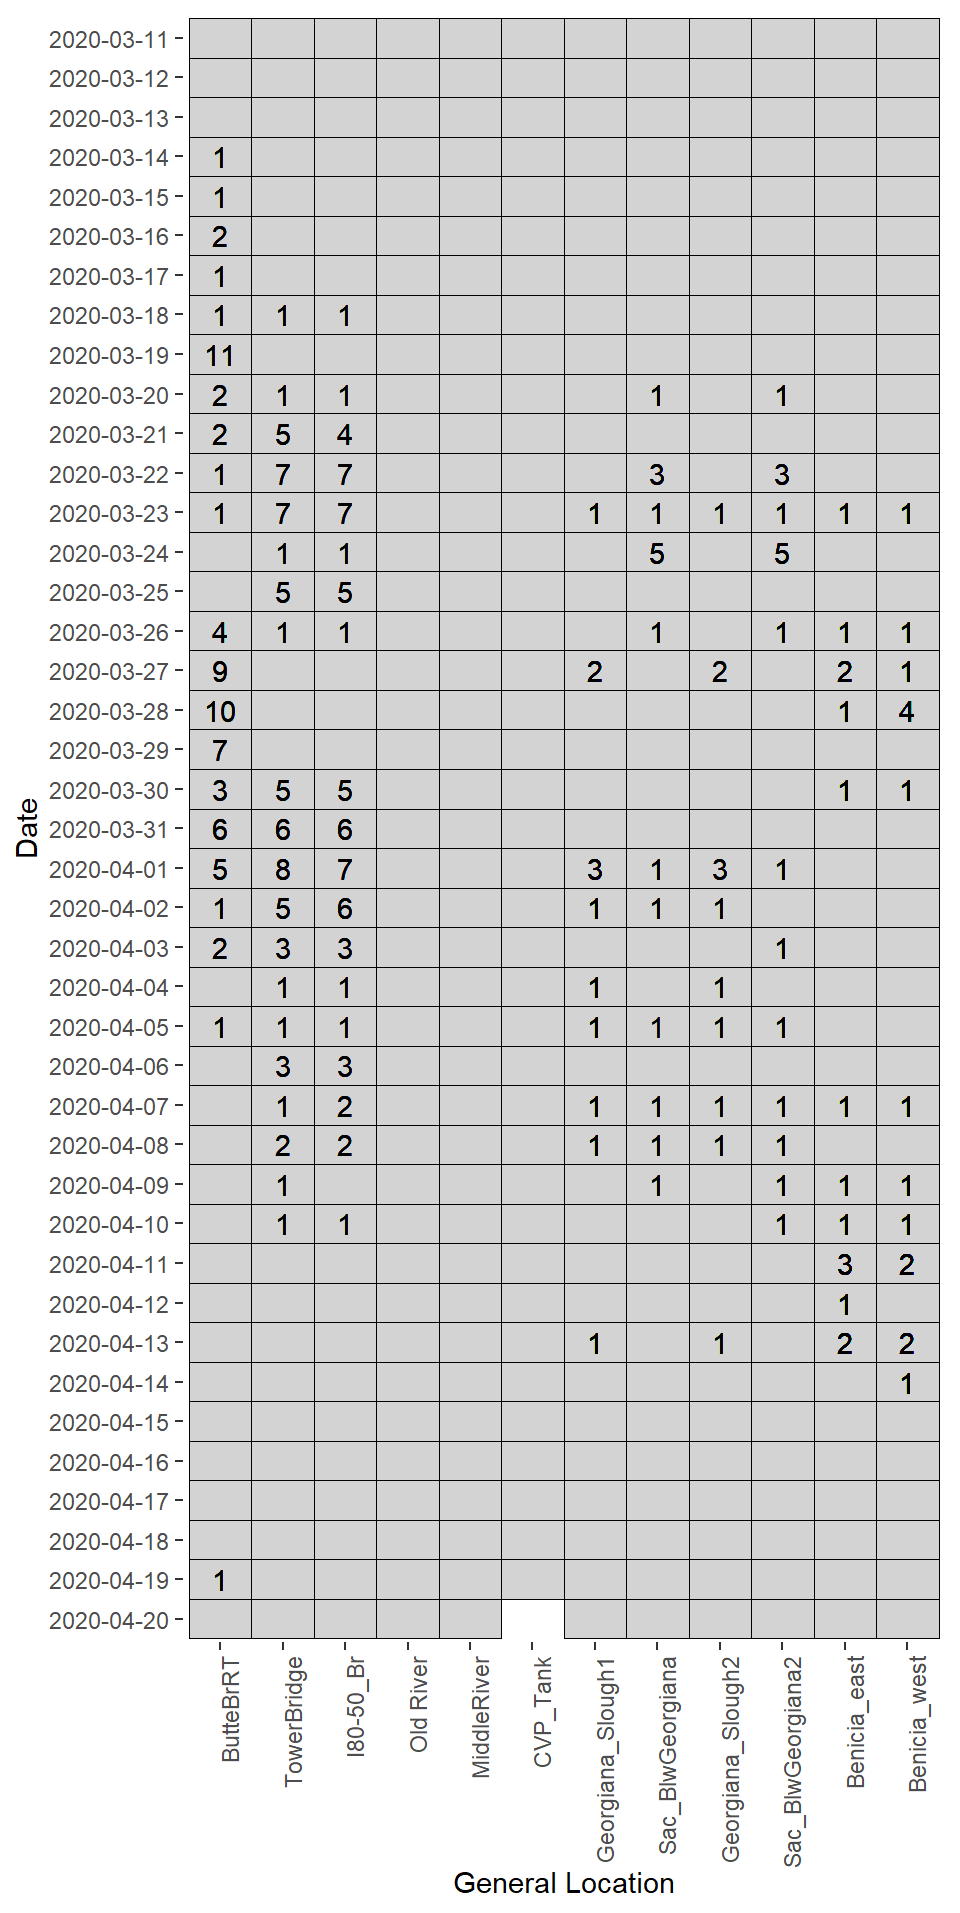 2020-03-11
2020-03-12
2020-03-13
2020-03-14 1
2020-03-15 1
2020-03-16 2
2020-03-17 1
2020-03-18 1 1 1
2020-03-19 11
2020-03-20 2 1 1 1 1
2020-03-21 2 5 4
2020-03-22 1 7 7 3 3
2020-03-23 1 7 7 1 1 1 1 1 1
2020-03-24 1 1 5 5
2020-03-25 5 5
2020-03-26 4 1 1 1 1 1 1
2020-03-27 9 2 2 2 1
2020-03-28 10 1 4
2020-03-29 7
2020-03-30 3 5 5 1 1
2020-03-31 6 6 6
2020-04-01 5 8 7 3 1 3 1
2020-04-02 1 5 6 1 1 1
2020-04-03 2 3 3 1
2020-04-04 1 1 1 1
2020-04-05 1 1 1 1 1 1 1
2020-04-06 3 3
2020-04-07 1 2 1 1 1 1 1 1
2020-04-08 2 2 1 1 1 1
2020-04-09 1 1 1 1 1
2020-04-10 1 1 1 1 1
2020-04-11 3 2
2020-04-12 1
2020-04-13 1 1 2 2
2020-04-14 1
2020-04-15
2020-04-16
2020-04-17
2020-04-18
2020-04-19 1
2020-04-20
Date
ButteBrRT
TowerBridge
I80-50_Br
Old River
MiddleRiver
CVP_Tank
Georgiana_Slough1
Sac_BlwGeorgiana
Georgiana_Slough2
Sac_BlwGeorgiana2
Benicia_east
Benicia_west
General Location